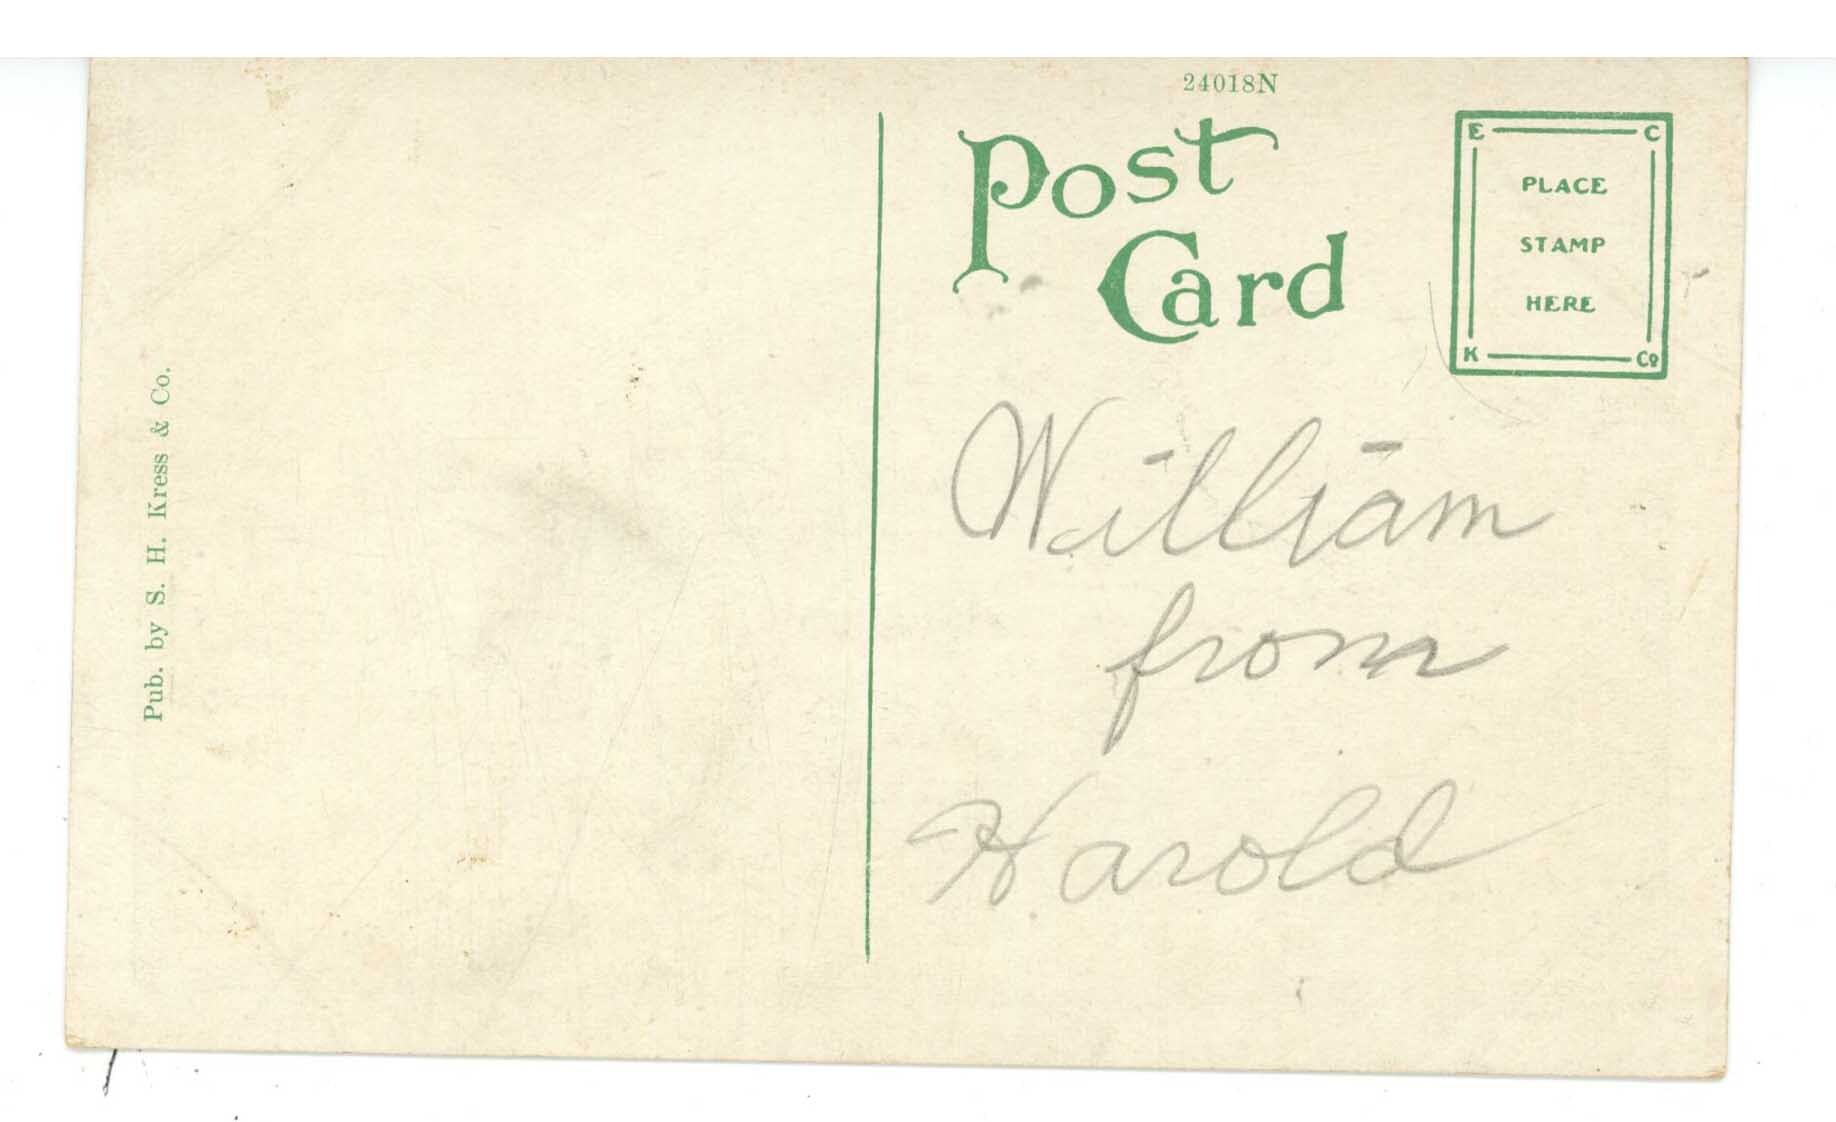 24018N
Post
Card
E C
PLACE
STAMP
HERE
K Co
Pub. by S. H. Kress & Co.
William
from
Harold